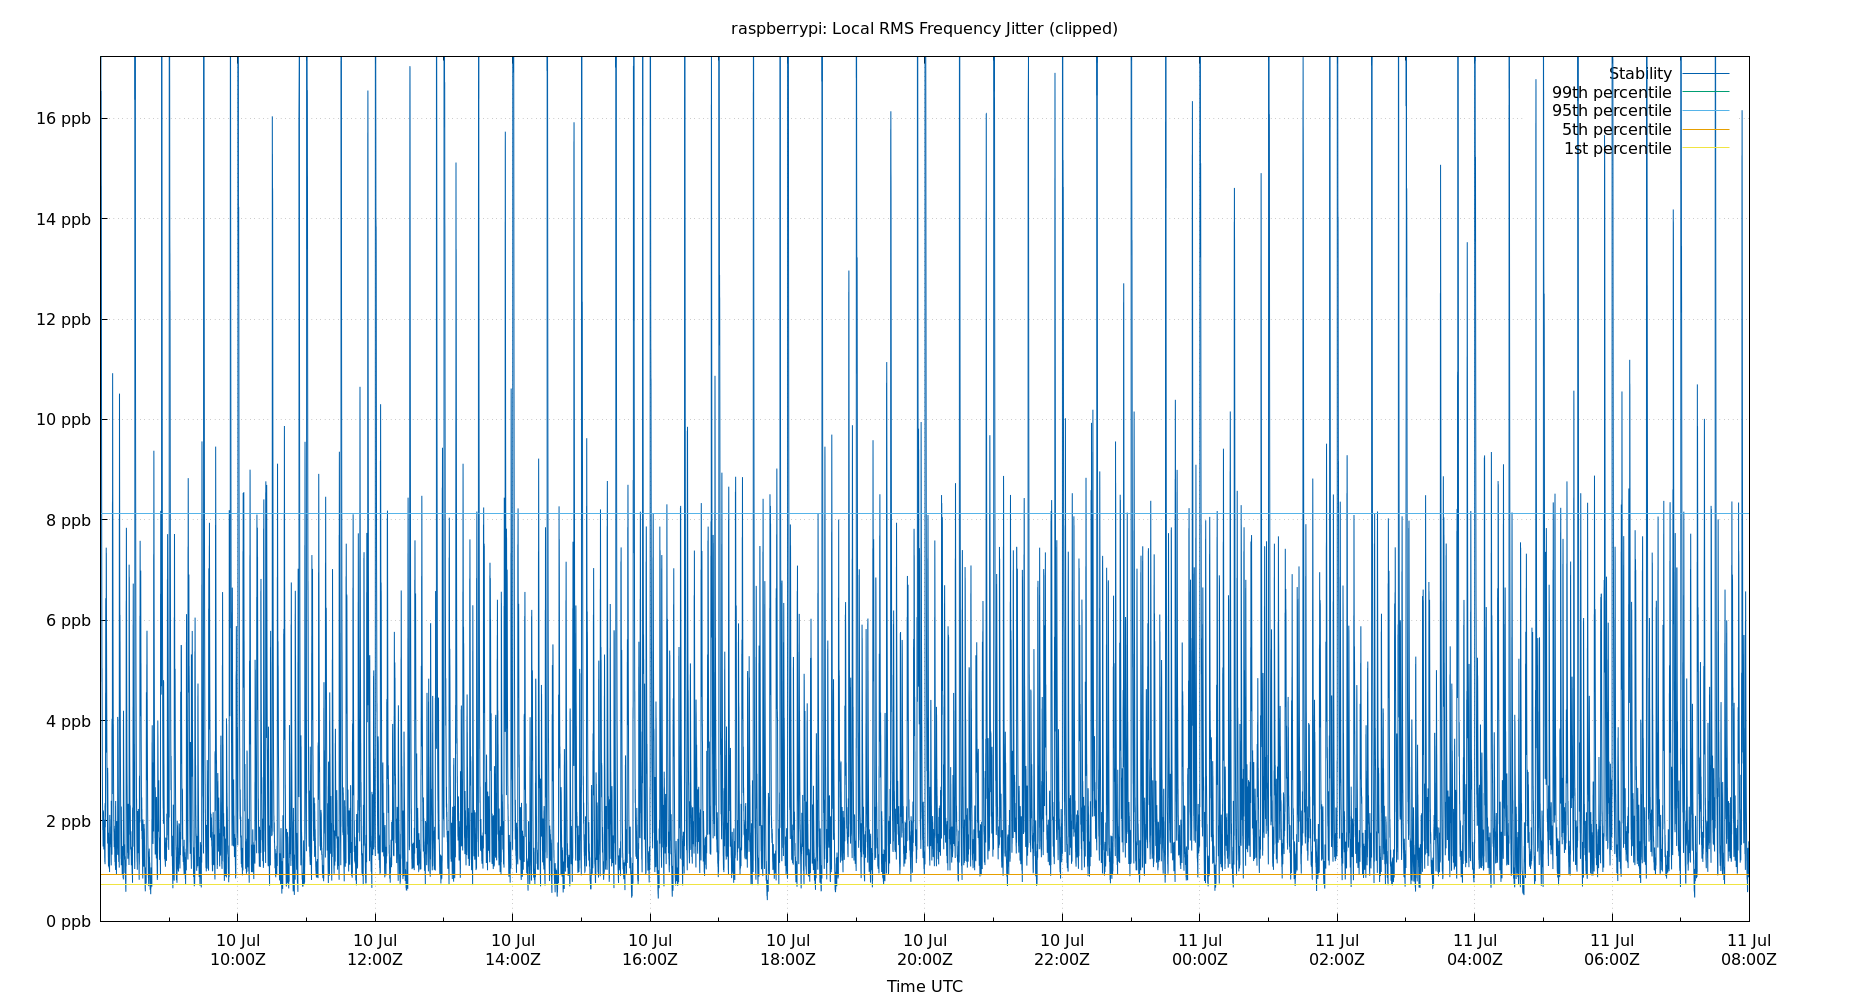 raspberrypi: Local RMS Frequency Jitter (clipped)
Stability
99th percentile
95th percentile
5th percentile
1st percentile
16 ppb
14 ppb
12 ppb
10 ppb
8 ppb
6 ppb
4 ppb
2 ppb
0 ppb
10 Jul 10 Jul 10 Jul 10 Jul 10 Jul 10 Jul 10 Jul 11 Jul 11 Jul 11 Jul 11 Jul 11 Jul
10:00Z 12:00Z 14:00Z 16:00Z 18:00Z 20:00Z 22:00Z 00:00Z 02:00Z 04:00Z 06:00Z 08:00Z
Time UTC